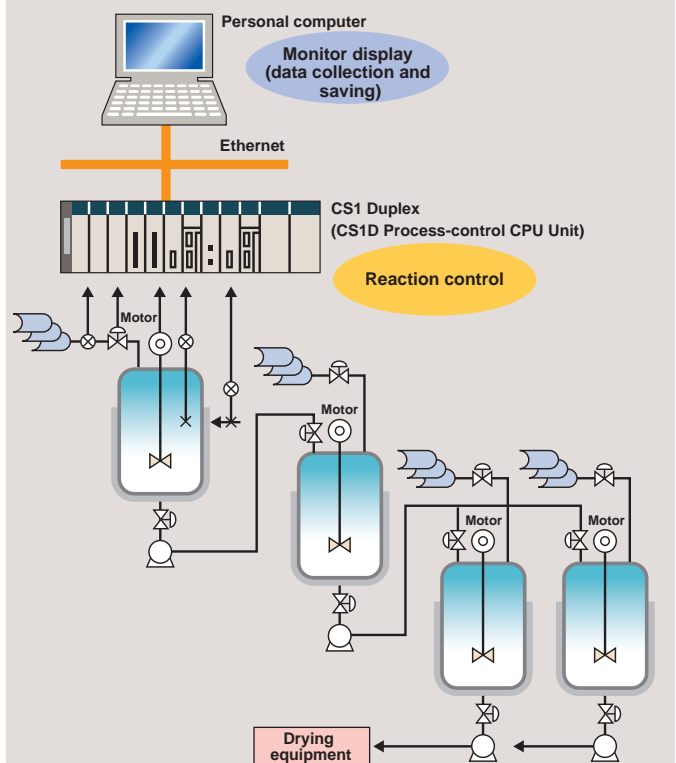 Personal computer
Monitor display
(data collection and
saving)
Ethernet
CS1 Duplex
(CS1D Process-control CPU Unit)
Reaction control
Motor
Motor
Motor
Motor
Drying
equipment